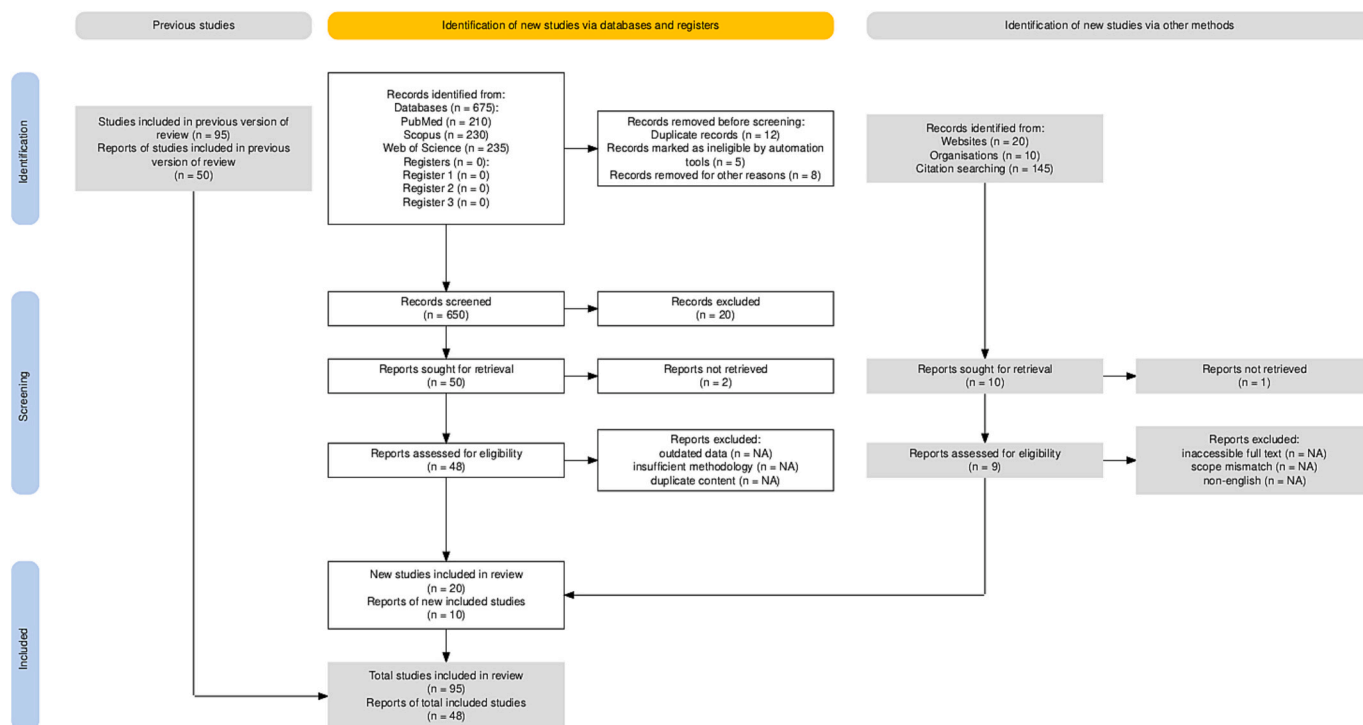 Previous studies
Identification of new studies via databases and registers
Identification of new studies via other methods
Identification
Studies included in previous version of
review (n = 95)
Reports of studies included in previous
version of review
(n = 50)
Records identified from:
Databases (n = 675):
PubMed (n = 210)
Scopus (n = 230)
Web of Science (n = 235)
Registers (n = 0):
Register 1 (n = 0)
Register 2 (n = 0)
Register 3 (n = 0)
Records removed before screening:
Duplicate records (n = 12)
Records marked as ineligible by automation
tools (n = 5)
Records removed for other reasons (n = 8)
Records identified from:
Websites (n = 20)
Organisations (n = 10)
Citation searching (n = 145)
Screening
Records screened
(n = 650)
Records excluded
(n = 20)
Reports sought for retrieval
(n = 50)
Reports not retrieved
(n = 2)
Reports sought for retrieval
(n = 10)
Reports not retrieved
(n = 1)
Reports assessed for eligibility
(n = 48)
Reports excluded:
outdated data (n = NA)
insufficient methodology (n = NA)
duplicate content (n = NA)
Reports assessed for eligibility
(n = 9)
Reports excluded:
inaccessible full text (n = NA)
scope mismatch (n = NA)
non-english (n = NA)
Included
New studies included in review
(n = 20)
Reports of new included studies
(n = 10)
Total studies included in review
(n = 95)
Reports of total included studies
(n = 48)